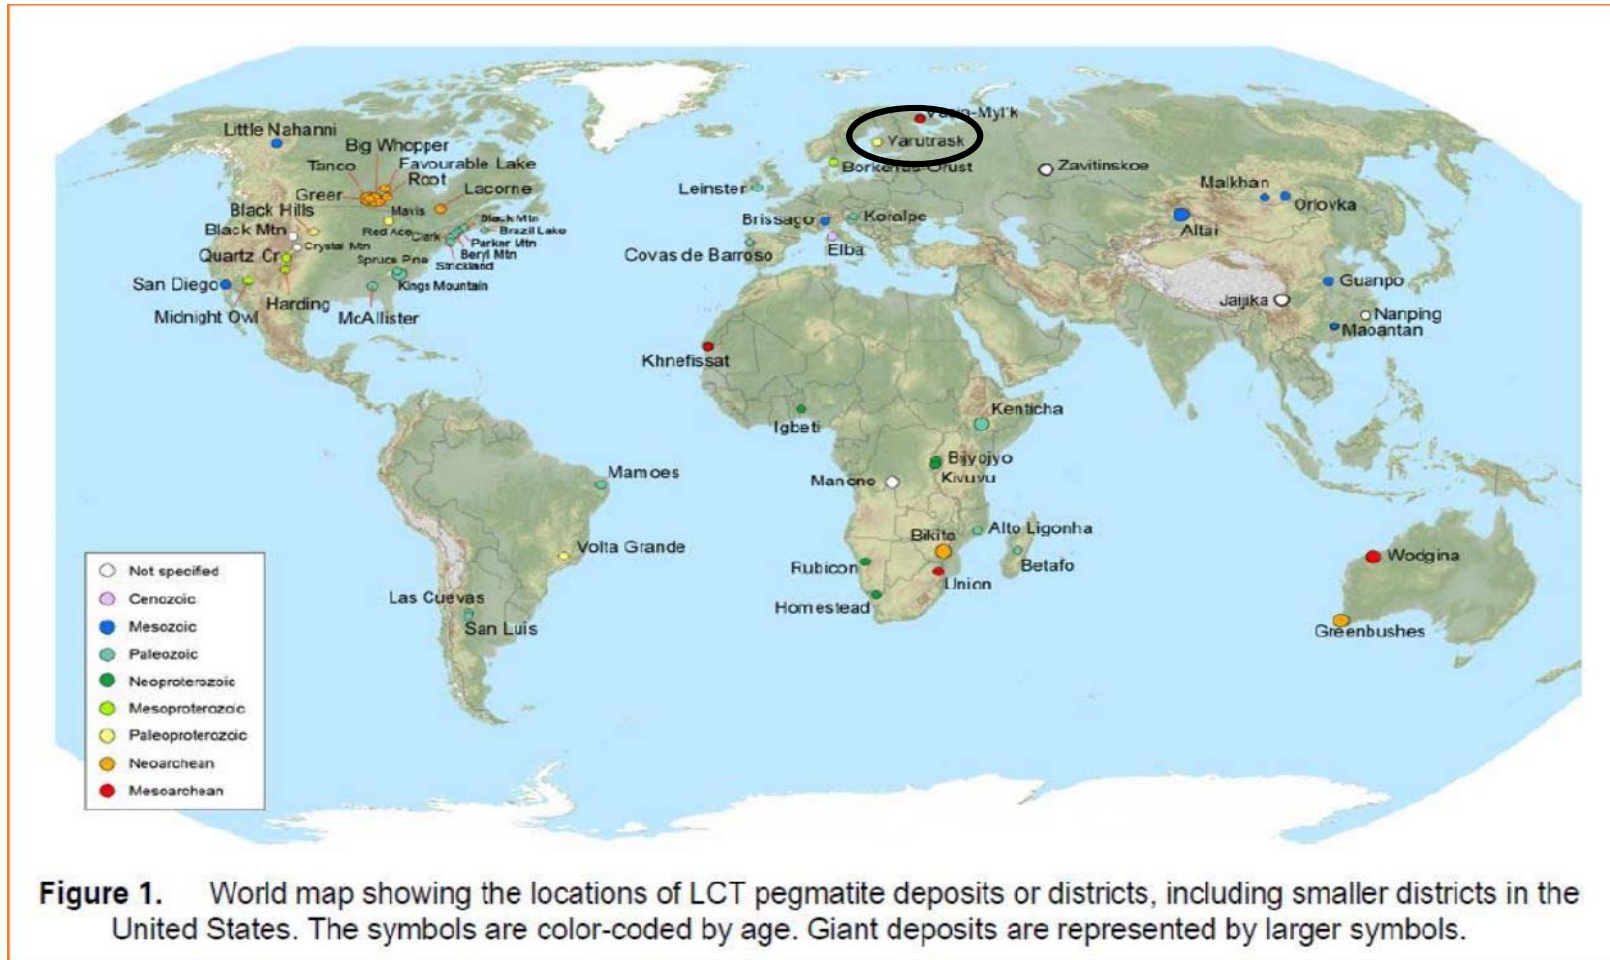 Little Nahanni
Big Whopper
Tanco
Favourable Lake
Root
Greer
Lacorne
Black Hills
Mavis
Black Mtn
Red Ace
Clark
Black Mtn
Brazil Lake
Parker Mtn
Beryl Mtn
Strickland
Crystal Mtn
Quartz Cr
Spruce Pine
Kings Mountain
San Diego
Midnight Owl
Harding
McAllister
Yarutrask
Zavitinskoe
Leinster
Malkhan
Orlovka
Brissago
Koralpe
Altai
Elba
Covas de Barroso
Guanpo
Jaijika
Nanping
Maoantan
Khnefissat
Kenticha
Igbeti
Mamoes
Bijyojyo
Kivuvu
Manono
Alto Ligonha
Bikita
Volta Grande
Wodgina
Rubicon
Betafo
Union
Las Cuevas
Homestead
San Luis
Greenbushes
Not specified
Cenozoic
Mesozoic
Paleozoic
Neoproterozoic
Mesoproterozoic
Paleoproterozoic
Neoarchean
Mesoarchean
Figure 1. World map showing the locations of LCT pegmatite deposits or districts, including smaller districts in the
United States. The symbols are color-coded by age. Giant deposits are represented by larger symbols.